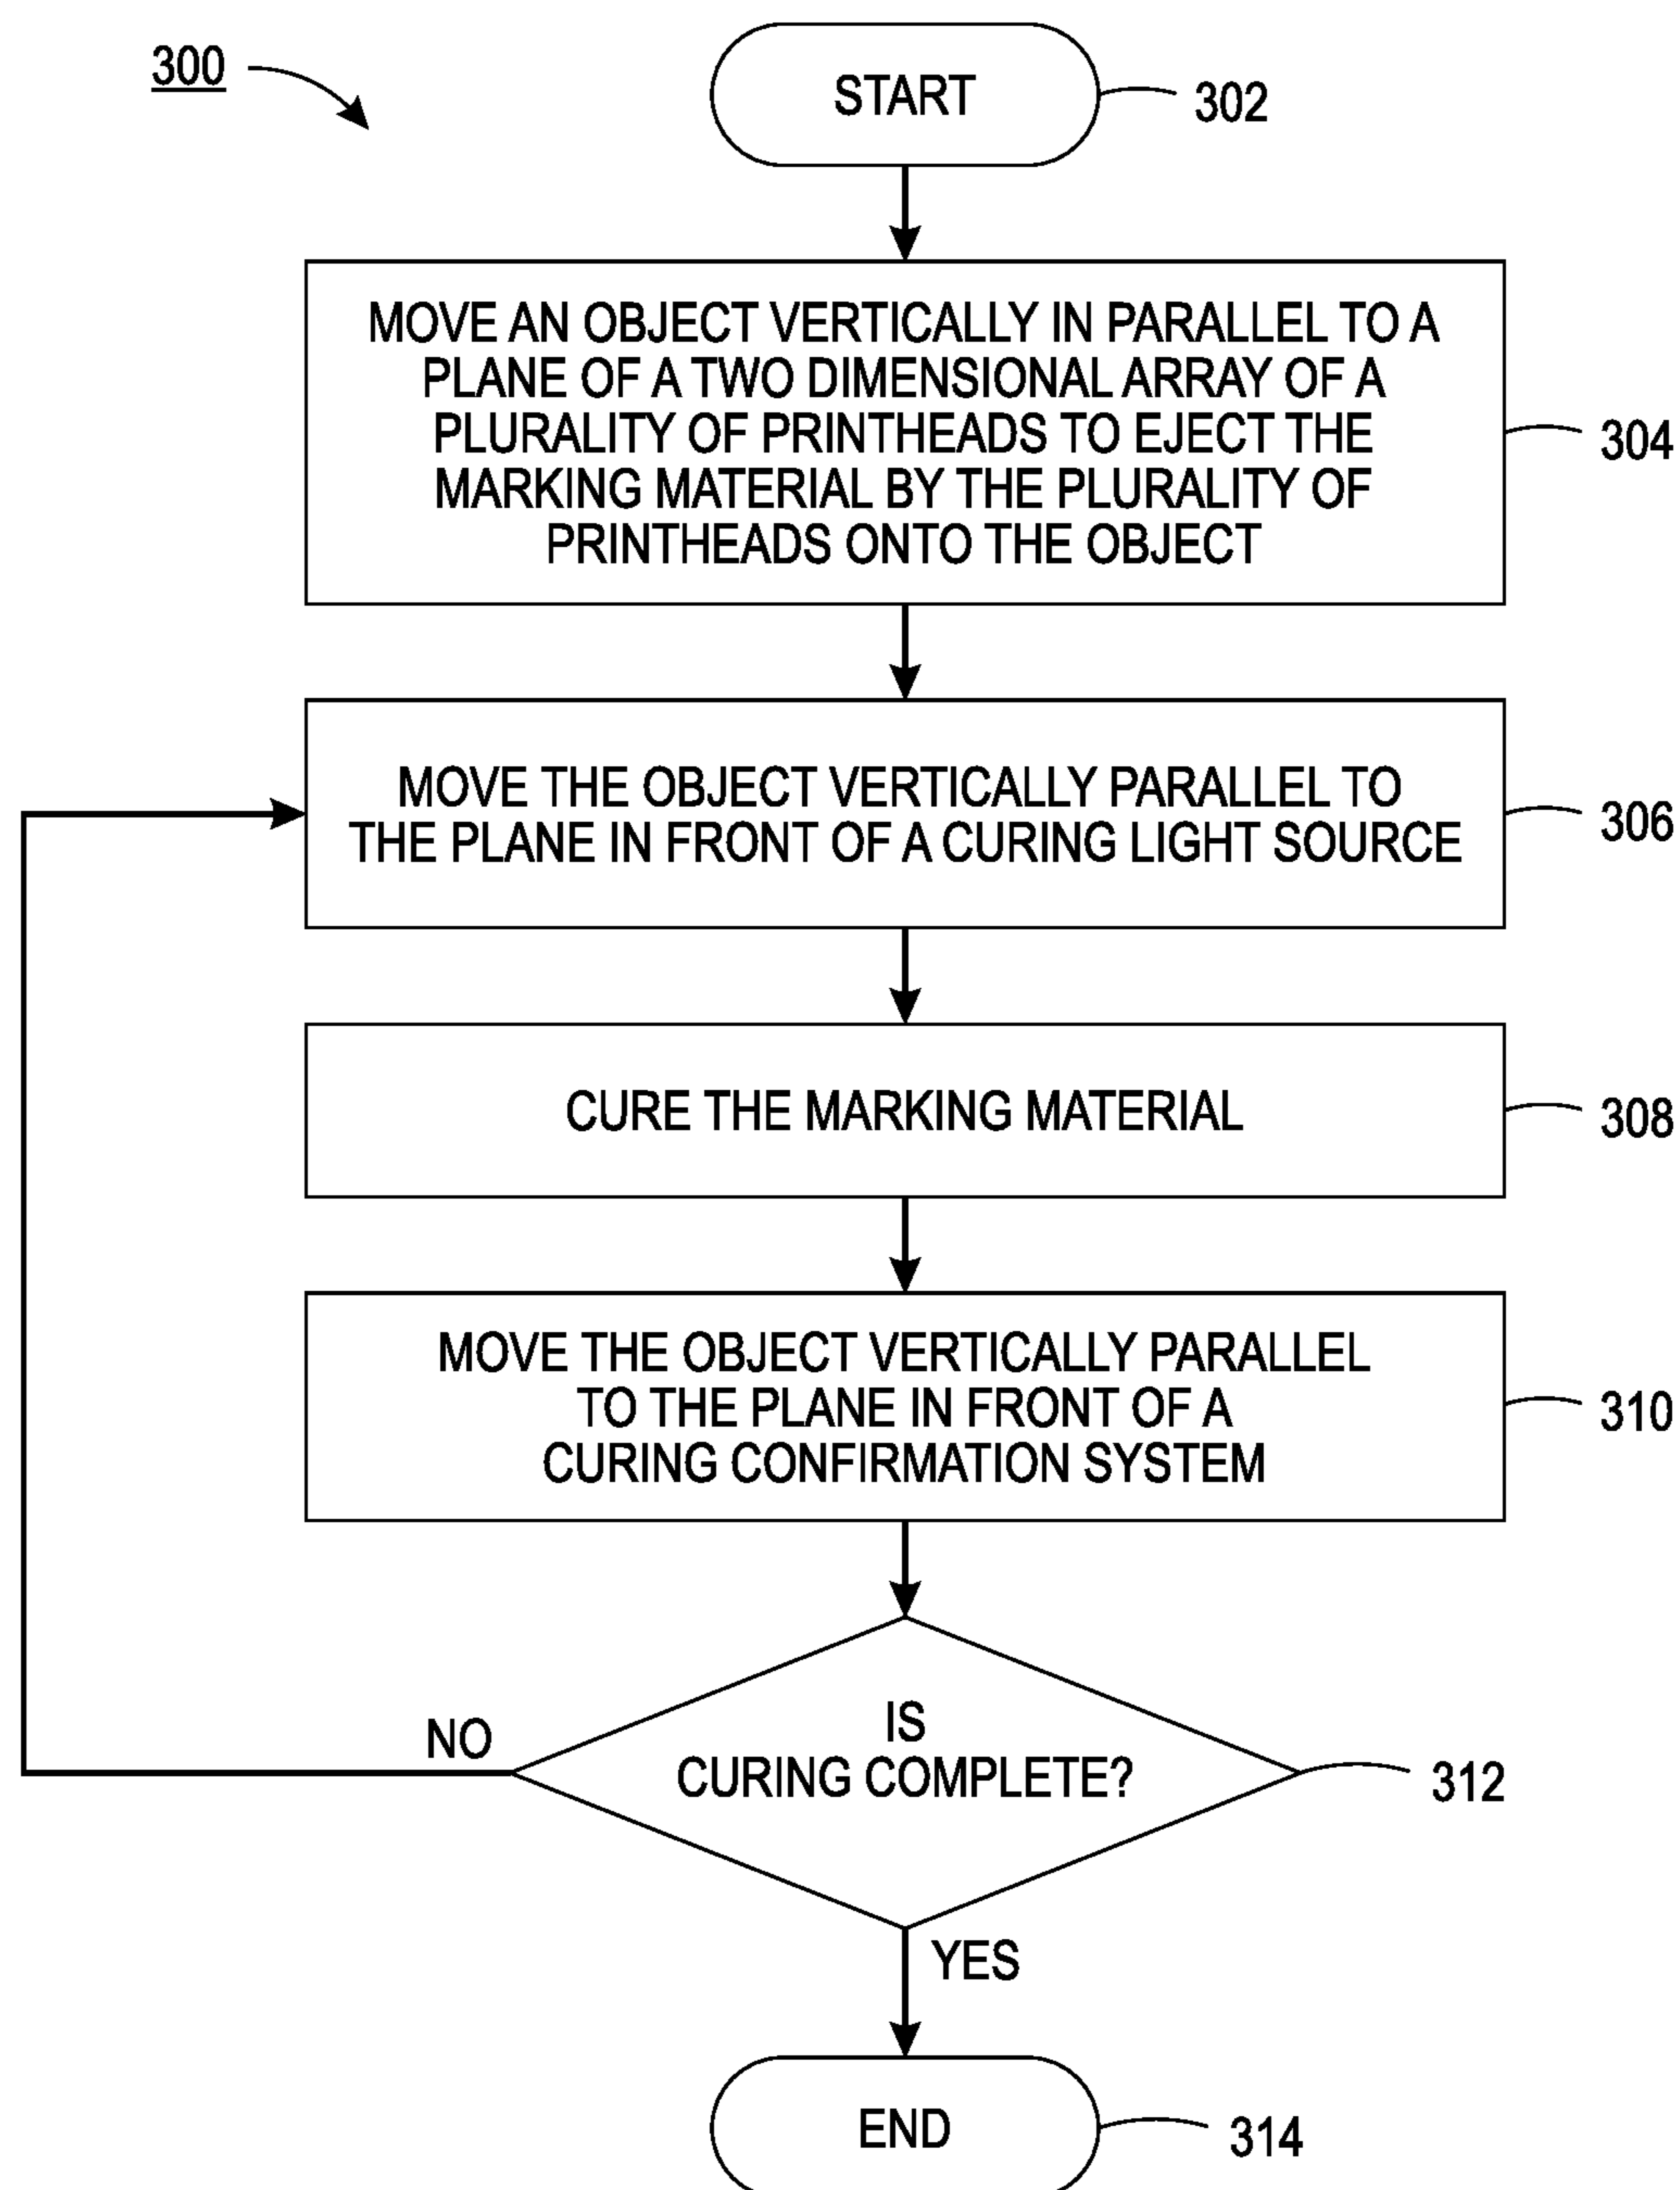 300
START
302
MOVE AN OBJECT VERTICALLY IN PARALLEL TO A
PLANE OF A TWO DIMENSIONAL ARRAY OF A
PLURALITY OF PRINTHEADS TO EJECT THE
MARKING MATERIAL BY THE PLURALITY OF
PRINTHEADS ONTO THE OBJECT
304
MOVE THE OBJECT VERTICALLY PARALLEL TO
THE PLANE IN FRONT OF A CURING LIGHT SOURCE
306
CURE THE MARKING MATERIAL
308
MOVE THE OBJECT VERTICALLY PARALLEL
TO THE PLANE IN FRONT OF A
CURING CONFIRMATION SYSTEM
310
IS
CURING COMPLETE?
312
NO
YES
END
314